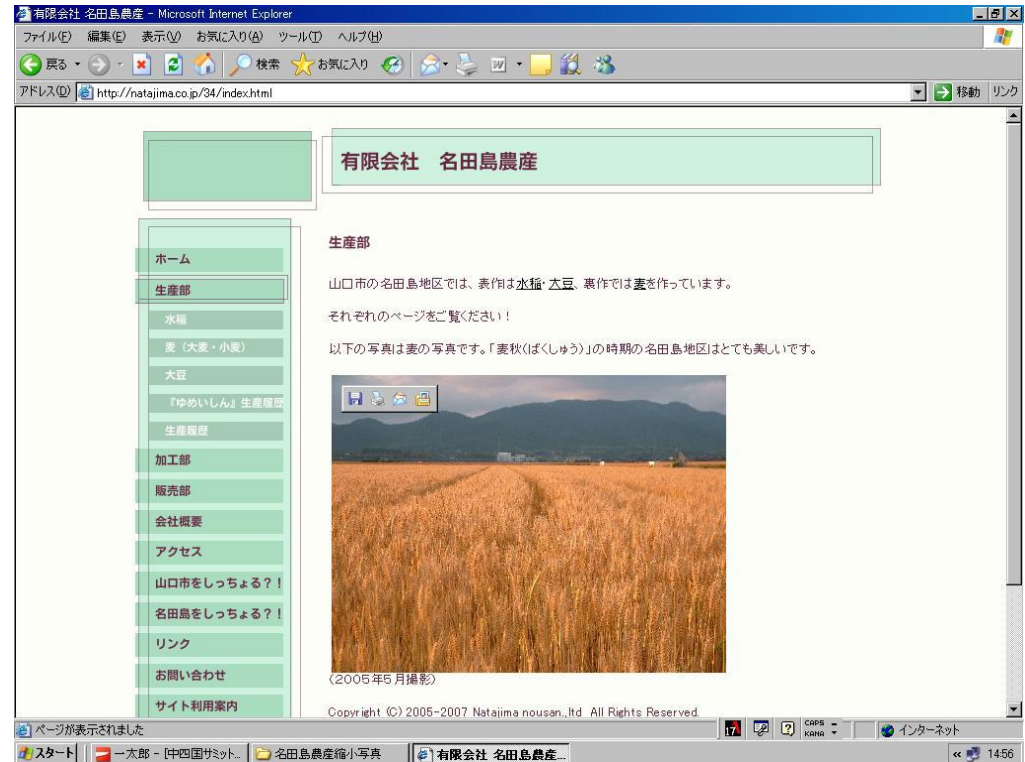 有限会社 名田島農産 - Microsoft Internet Explorer
ファイル(F) 編集(E) 表示(V) お気に入り(A) ツール(T) ヘルプ(H)
戻る 検索 お気に入り
アドレス(D) http://natajima.co.jp/34/index.html 移動 リンク
有限会社 名田島農産
ホーム
生産部
水稲
麦(大麦・小麦)
大豆
『ゆめいしん』生産履歴
生産履歴
加工部
販売部
会社概要
アクセス
山口市をしっちょる?!
名田島をしっちょる?!
リンク
お問い合わせ
サイト利用案内
生産部
山口市の名田島地区では、表作は水稲・大豆、裏作では麦を作っています。
それぞれのページをご覧ください!
以下の写真は麦の写真です。「麦秋(ばくしゅう)」の時期の名田島地区はとても美しいです。
(2005年5月撮影)
Copyright (C) 2005-2007 Natajima nousan.,ltd All Rights Reserved.
ページが表示されました CAPS KANA インターネット
スタート 一太郎 - [中四国サミット... 名田島農産縮小写真 有限会社 名田島農産... 14:56